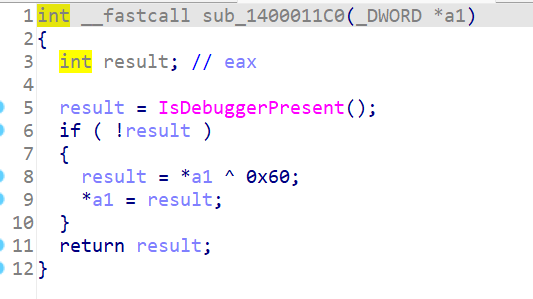 1 int __fastcall sub_1400011C0(_DWORD *a1)
2 {
3   int result; // eax
4
5   result = IsDebuggerPresent();
6   if ( !result )
7   {
8     result = *a1 ^ 0x60;
9     *a1 = result;
10   }
11   return result;
12 }